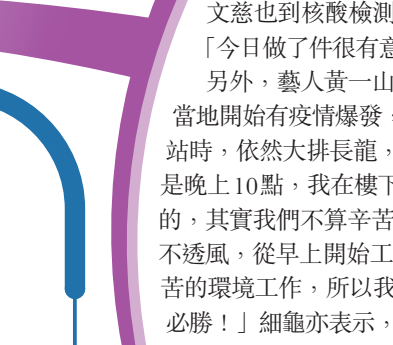 文慈也到核酸檢測
「今日做了件很有意
另外，藝人黃一山
當地開始有疫情爆發，
站時，依然大排長龍，
是晚上10點，我在樓下
的，其實我們不算辛苦
不透風，從早上開始工
苦的環境工作，所以我
必勝！」細龜亦表示，